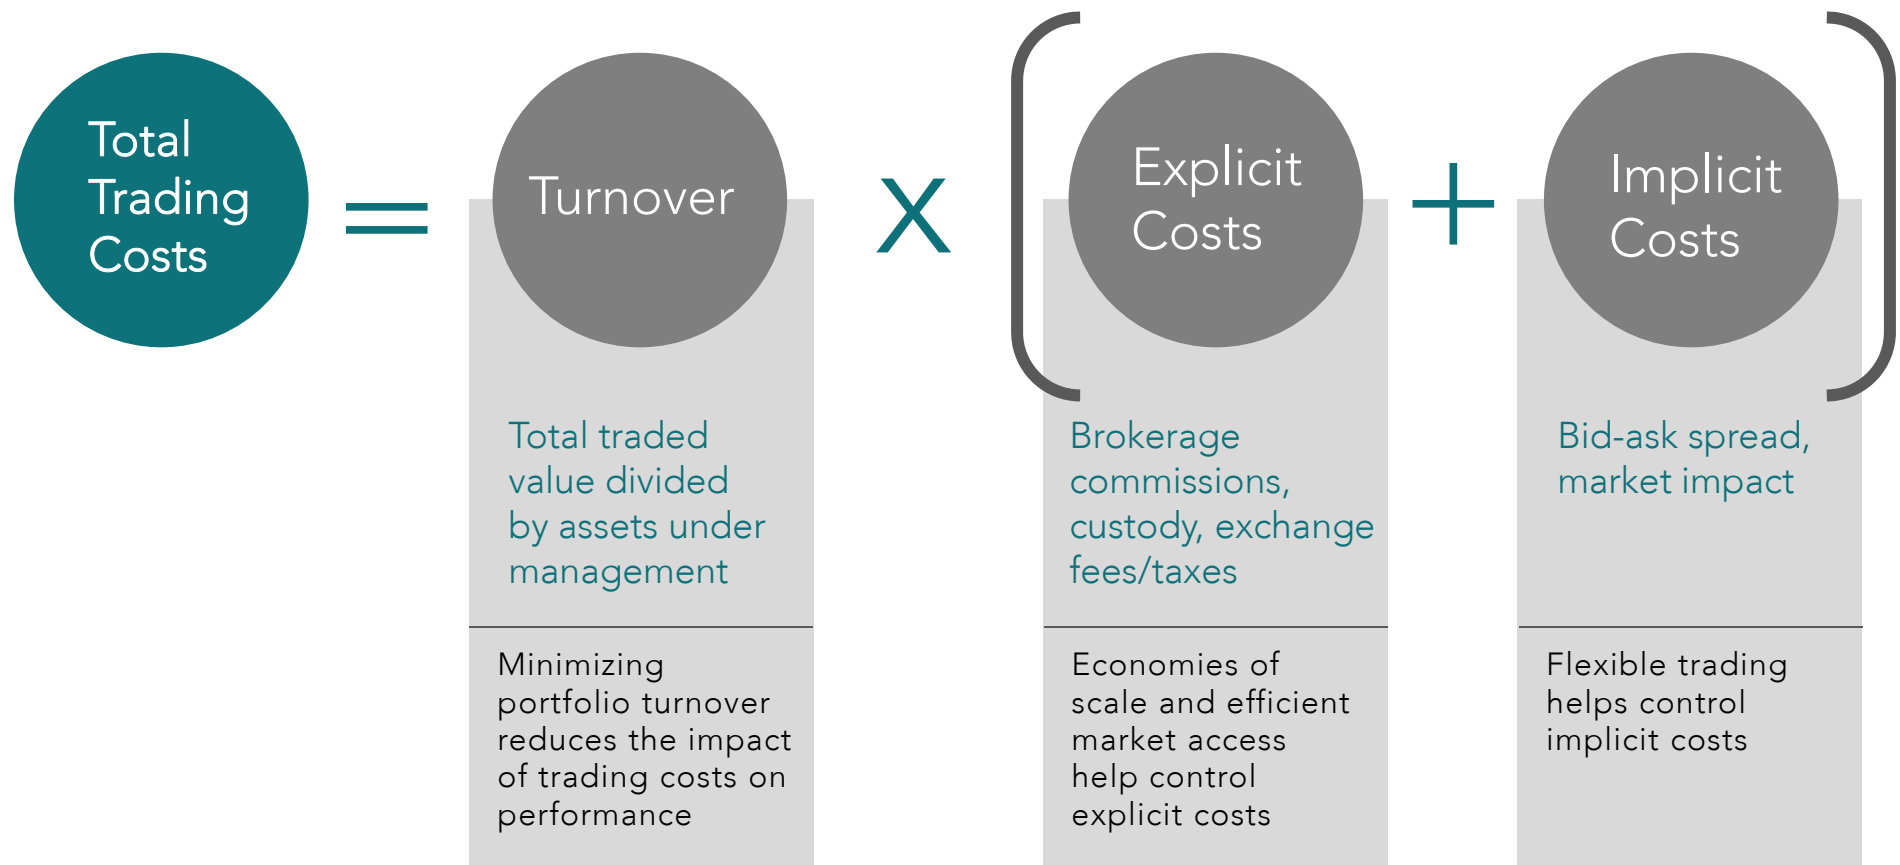 Total
Trading
Costs
=
Turnover
x
(
Explicit
Costs
+
Implicit
Costs
)
Total traded
value divided
by assets under
management
Minimizing
portfolio turnover
reduces the impact
of trading costs on
performance
Brokerage
commissions,
custody, exchange
fees/taxes
Economies of
scale and efficient
market access
help control
explicit costs
Bid-ask spread,
market impact
Flexible trading
helps control
implicit costs